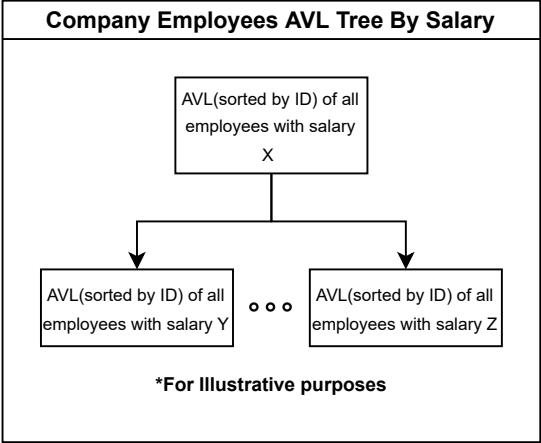 Company Employees AVL Tree By Salary
AVL(sorted by ID) of all
employees with salary
X
AVL(sorted by ID) of all
employees with salary Y
AVL(sorted by ID) of all
employees with salary Z
*For Illustrative purposes